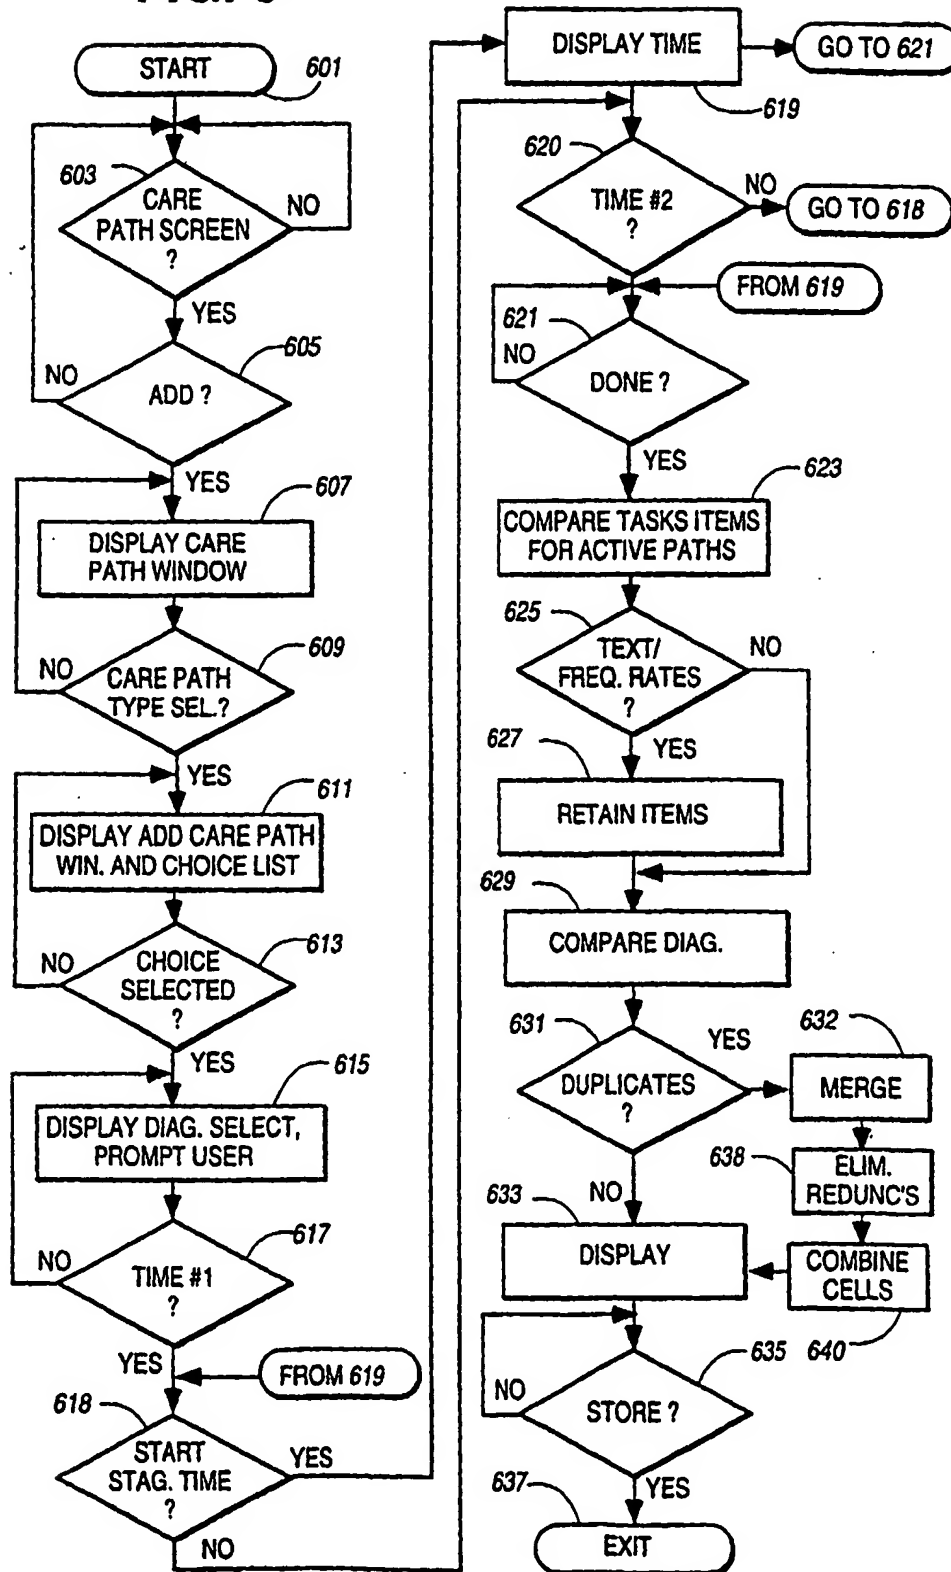 START
601
603
CARE
PATH SCREEN
?
NO
YES
605
NO
ADD ?
YES
607
DISPLAY CARE
PATH WINDOW
609
NO
CARE PATH
TYPE SEL.?
YES
611
DISPLAY ADD CARE PATH
WIN. AND CHOICE LIST
613
NO
CHOICE
SELECTED
?
YES
615
DISPLAY DIAG. SELECT,
PROMPT USER
617
NO
TIME #1
?
YES
FROM 619
618
START
STAG. TIME
?
YES
NO
DISPLAY TIME
GO TO 621
619
620
TIME #2
?
NO
GO TO 618
FROM 619
621
NO
DONE ?
YES
623
COMPARE TASKS ITEMS
FOR ACTIVE PATHS
625
TEXT/
FREQ. RATES
?
NO
627
YES
RETAIN ITEMS
629
COMPARE DIAG.
631
YES
632
DUPLICATES
?
MERGE
638
ELIM.
REDUNC'S
NO
633
DISPLAY
COMBINE
CELLS
640
635
NO
STORE ?
YES
637
EXIT